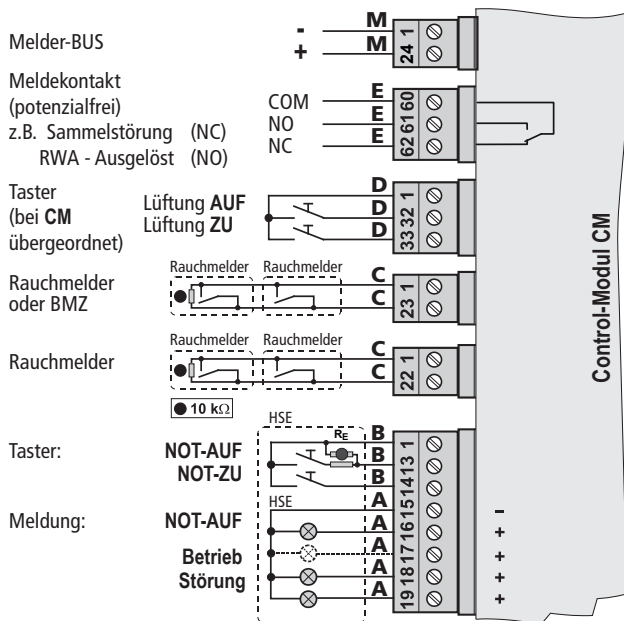 Melder-BUS
- M 1
+ M 24
Meldekontakt
(potenzialfrei)
z.B. Sammelstörung (NC)
RWA - Ausgelöst (NO)
COM E 60
NO E 61
NC E 62
Taster
(bei CM
übergeordnet)
Lüftung AUF
Lüftung ZU
D 1
D 32
D 33
Rauchmelder
oder BMZ
Rauchmelder Rauchmelder
C 1
C 23
Rauchmelder
Rauchmelder Rauchmelder
C 1
C 22
10 kΩ
Taster:
NOT-AUF
NOT-ZU
HSE
RE
B 1
B 13
B 14
Meldung:
NOT-AUF
Betrieb
Störung
HSE
A 15 -
A 16 +
A 17 +
A 18 +
A 19 +
Control-Modul CM